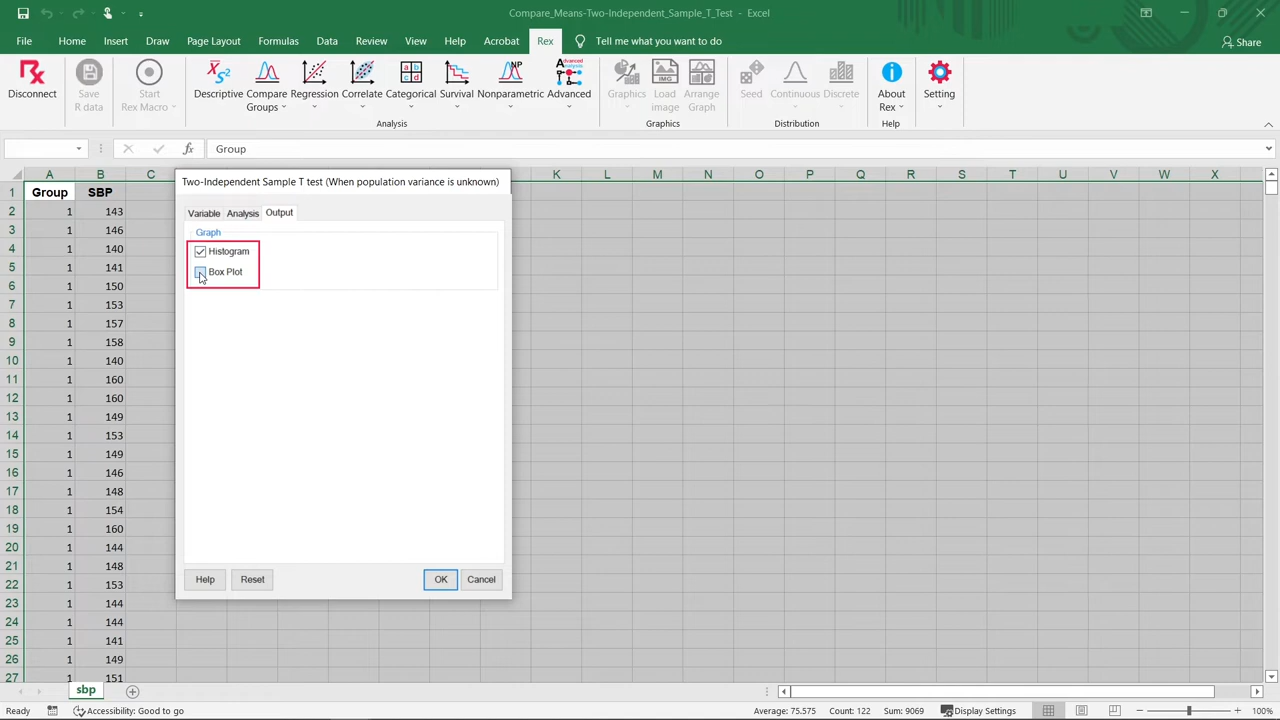 Compare_Means-Two-Independent_Sample_T_Test - Excel
File Home Insert Draw Page Layout Formulas Data Review View Help Acrobat Rex Tell me what you want to do Share
Disconnect
Save R data
Start Rex Macro
Descriptive
Compare Groups
Regression
Correlate
Categorical
Survival
Nonparametric
Advanced
Graphics
Load image
Arrange Graph
Seed
Continuous
Discrete
About Rex
Setting
Analysis Graphics Distribution Help
fx Group
A B C K L M N O P Q R S T U V W X
1 Group SBP
2 1 143
3 1 146
4 1 140
5 1 141
6 1 150
7 1 153
8 1 157
9 1 158
10 1 140
11 1 160
12 1 160
13 1 149
14 1 153
15 1 149
16 1 146
17 1 148
18 1 154
19 1 160
20 1 144
21 1 148
22 1 153
23 1 144
24 1 144
25 1 141
26 1 149
27 1 151
Two-Independent Sample T test (When population variance is unknown)
Variable Analysis Output
Graph
Histogram
Box Plot
Help Reset OK Cancel
sbp
Ready Accessibility: Good to go Average: 75.575 Count: 122 Sum: 9069 Display Settings 100%